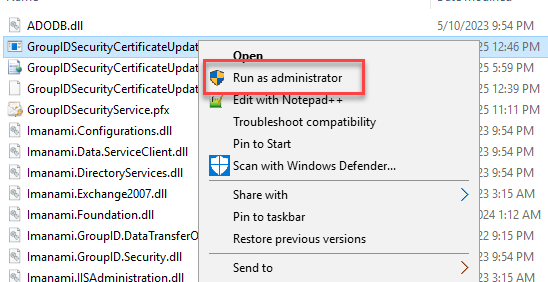 ADODB.dll 5/10/2023 9:54 PM
GroupIDSecurityCertificateUpdat 25 12:46 PM
Open
25 5:59 PM
Run as administrator
25 12:39 PM
Edit with Notepad++
GroupIDSecurityService.pfx 25 11:11 PM
Troubleshoot compatibility
Imanami.Configurations.dll 23 9:54 PM
Pin to Start
Imanami.Data.ServiceClient.dll 23 9:54 PM
Scan with Windows Defender...
Imanami.DirectoryServices.dll 23 9:54 PM
Imanami.Exchange2007.dll 23 3:15 AM
Share with
Imanami.Foundation.dll 024 1:12 AM
Pin to taskbar
Imanami.GroupID.DataTransferO 22 9:15 PM
Restore previous versions
Imanami.GroupID.Security.dll 23 9:54 PM
Send to
Imanami.IISAdministration.dll 23 3:15 AM